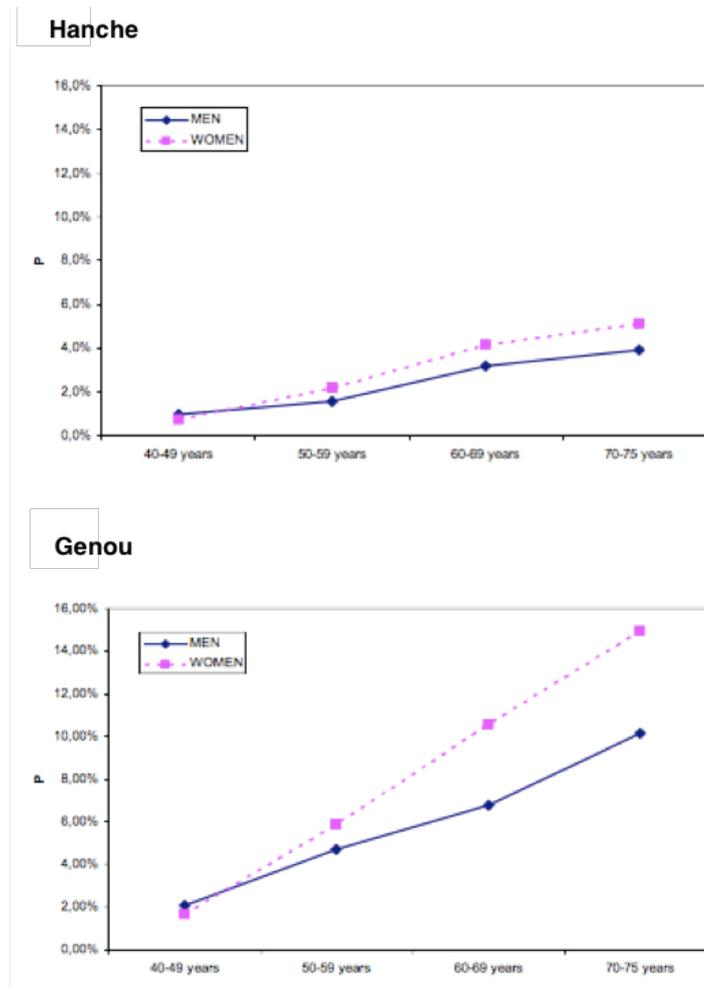 Hanche
16,0%
14,0%
12,0%
10,0%
8,0%
6,0%
4,0%
2,0%
0,0%
P
MEN
WOMEN
40-49 years
50-59 years
60-69 years
70-75 years
Genou
16,00%
14,00%
12,00%
10,00%
8,00%
6,00%
4,00%
2,00%
0,00%
P
MEN
WOMEN
40-49 years
50-59 years
60-69 years
70-75 years